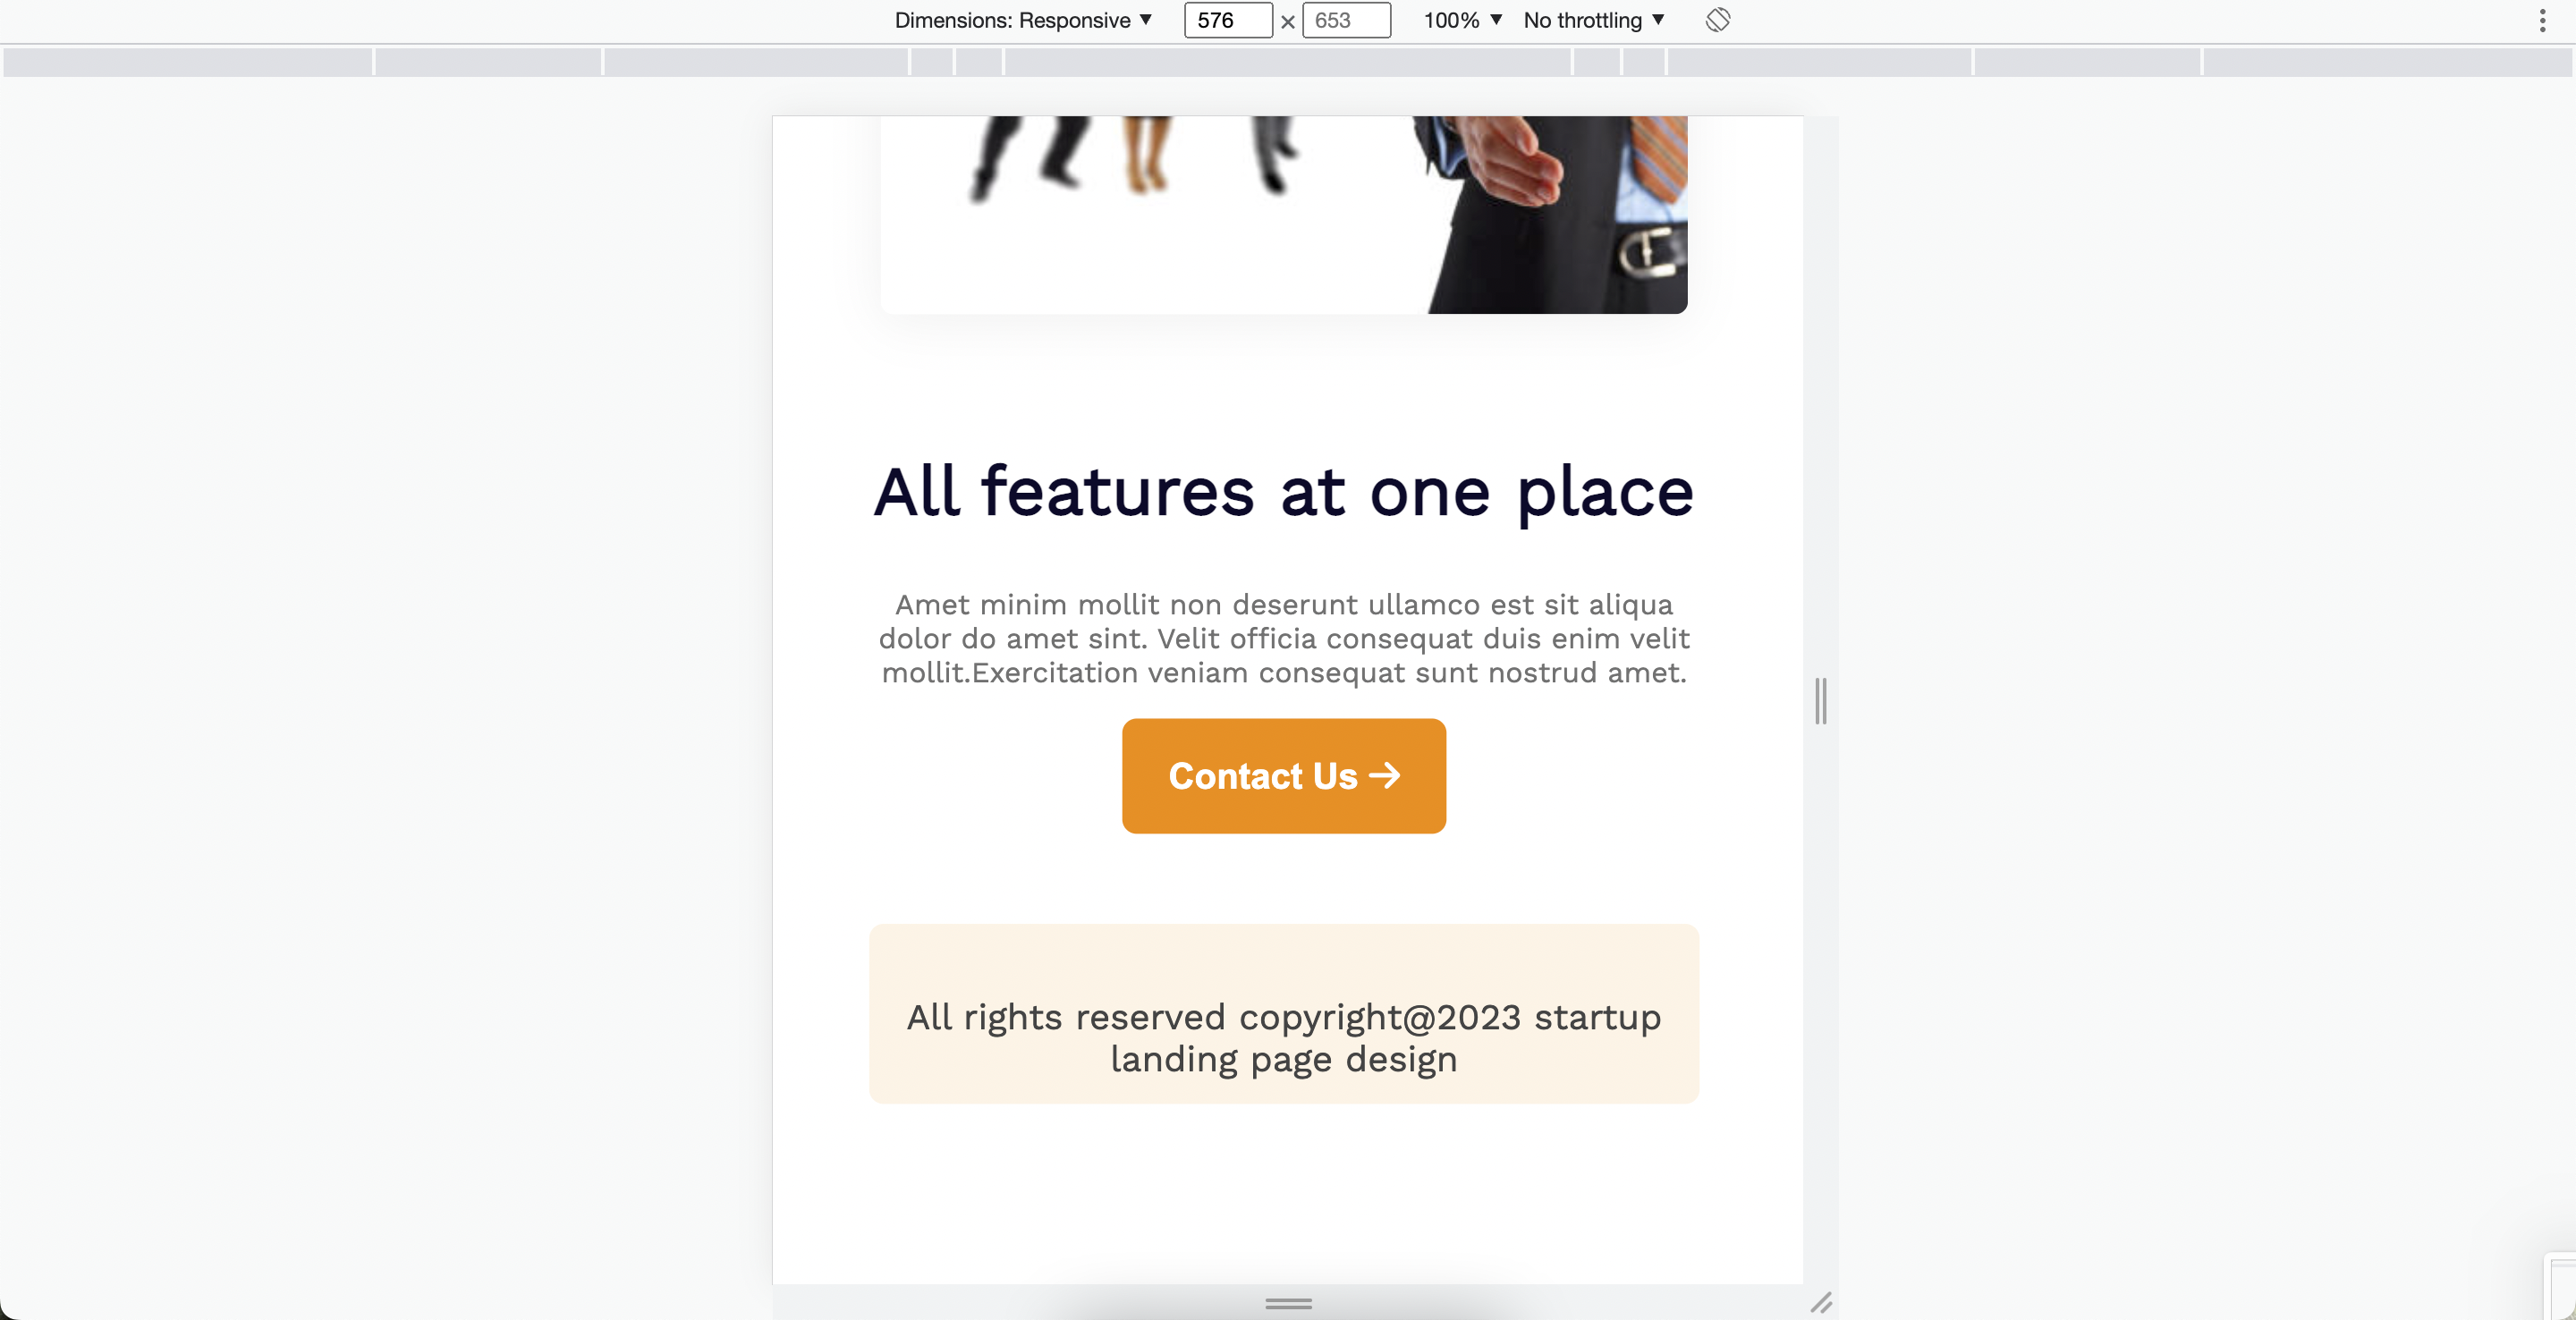 Dimensions: Responsive ▼ 576 × 653 100% ▼ No throttling ▼
All features at one place
Amet minim mollit non deserunt ullamco est sit aliqua
dolor do amet sint. Velit officia consequat duis enim velit
mollit.Exercitation veniam consequat sunt nostrud amet.
Contact Us →
All rights reserved copyright@2023 startup
landing page design